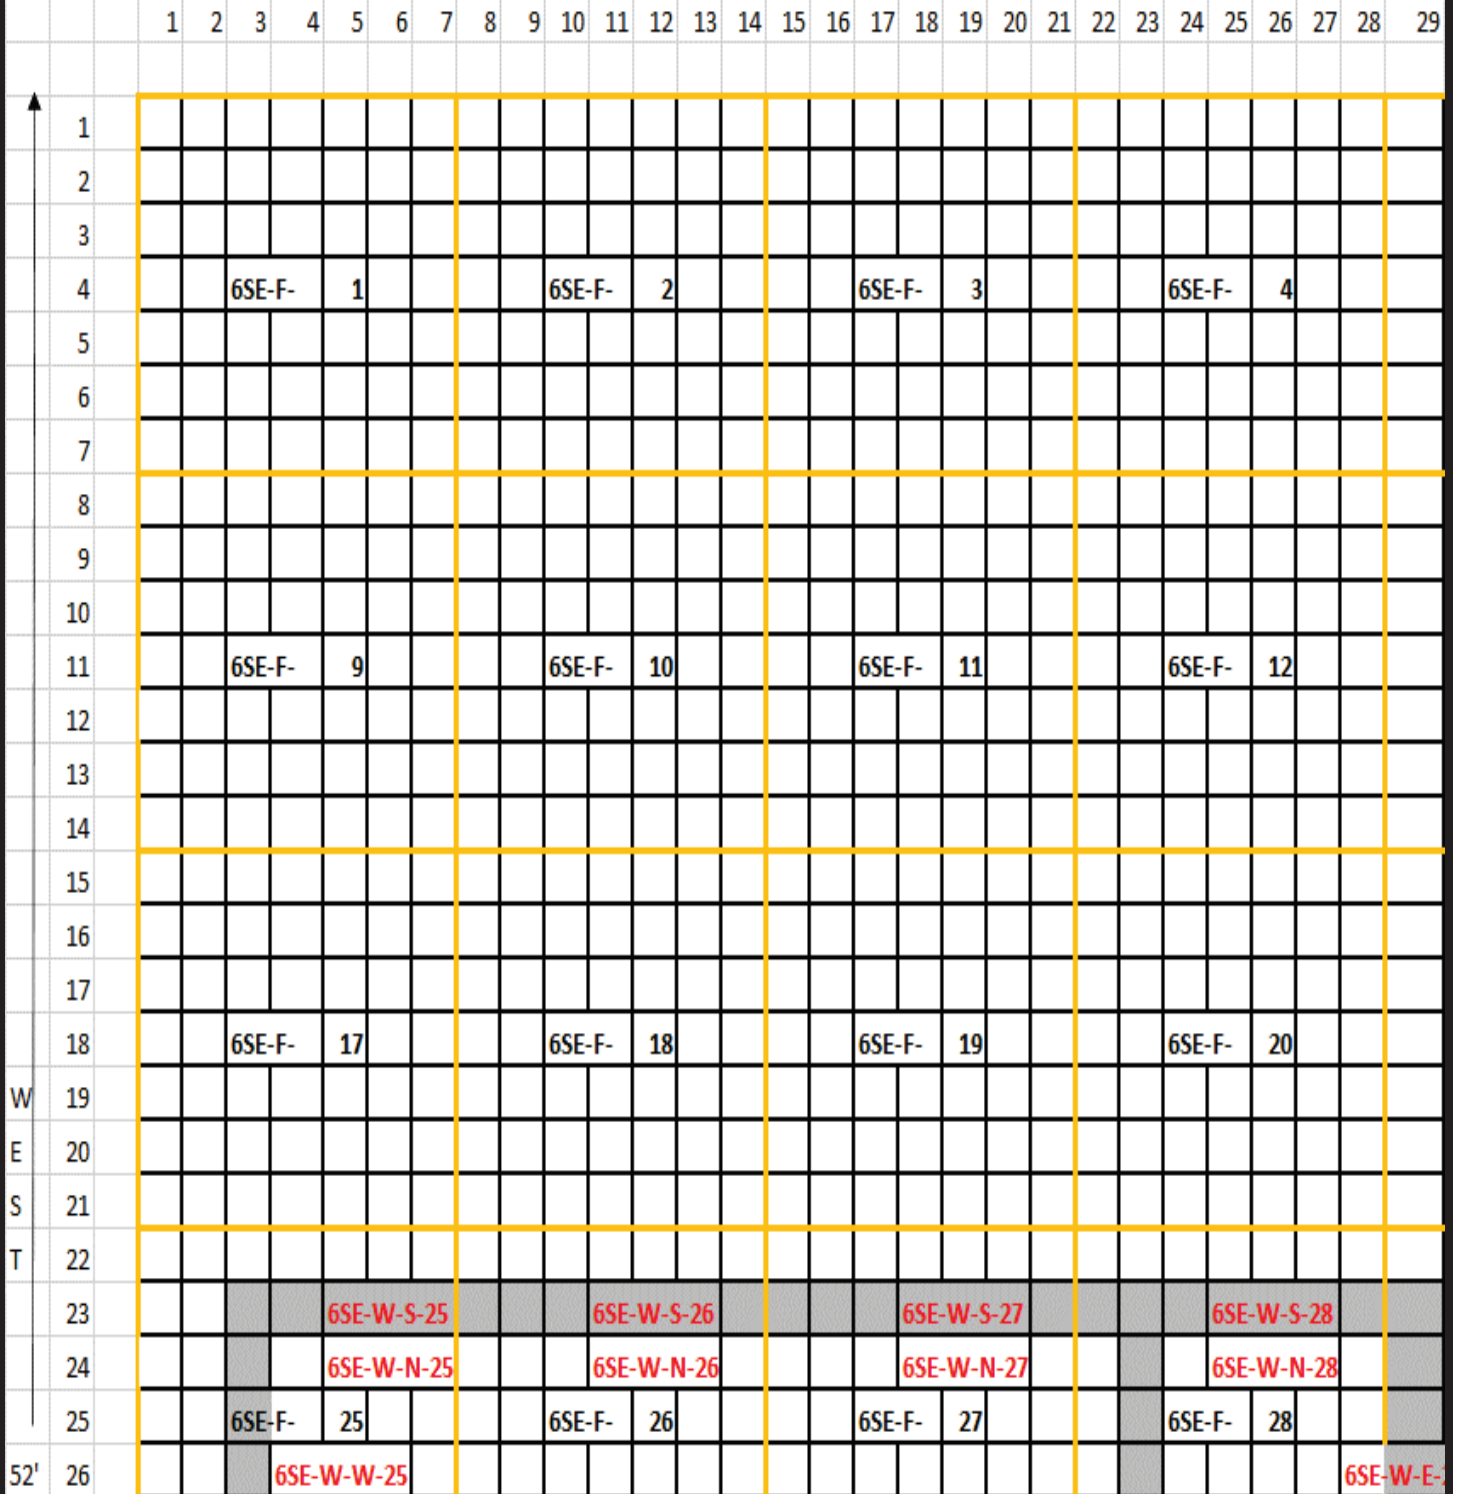 1 2 3 4 5 6 7 8 9 10 11 12 13 14 15 16 17 18 19 20 21 22 23 24 25 26 27 28 29
1
2
3
4 6SE-F- 1 6SE-F- 2 6SE-F- 3 6SE-F- 4
5
6
7
8
9
10
11 6SE-F- 9 6SE-F- 10 6SE-F- 11 6SE-F- 12
12
13
14
15
16
17
18 6SE-F- 17 6SE-F- 18 6SE-F- 19 6SE-F- 20
W 19
E 20
S 21
T 22
23 6SE-W-S-25 6SE-W-S-26 6SE-W-S-27 6SE-W-S-28
24 6SE-W-N-25 6SE-W-N-26 6SE-W-N-27 6SE-W-N-28
25 6SE-F- 25 6SE-F- 26 6SE-F- 27 6SE-F- 28
52' 26 6SE-W-W-25 6SE-W-E-